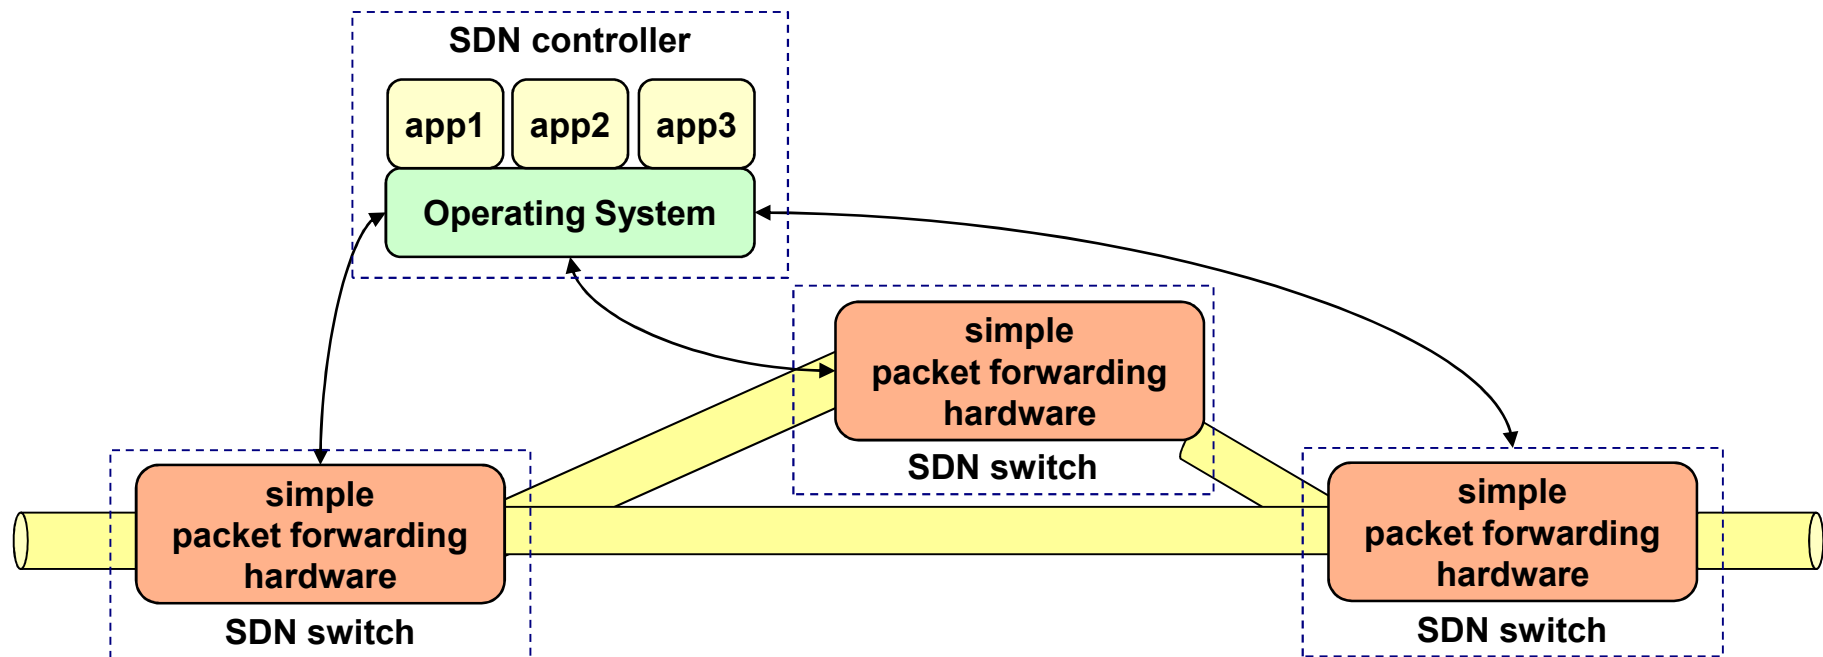 SDN controller
app1 app2 app3
Operating System
simple
packet forwarding
hardware
SDN switch
simple
packet forwarding
hardware
SDN switch
simple
packet forwarding
hardware
SDN switch